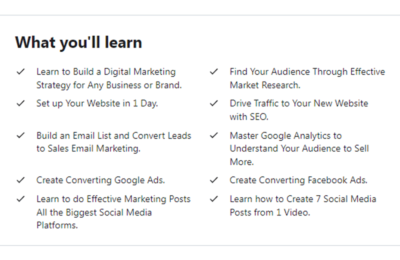 What you'll learn
Learn to Build a Digital Marketing
Strategy for Any Business or Brand.
Find Your Audience Through Effective
Market Research.
Set up Your Website in 1 Day.
Drive Traffic to Your New Website
with SEO.
Build an Email List and Convert Leads
to Sales Email Marketing.
Master Google Analytics to
Understand Your Audience to Sell
More.
Create Converting Google Ads.
Create Converting Facebook Ads.
Learn to do Effective Marketing Posts
All the Biggest Social Media
Platforms.
Learn how to Create 7 Social Media
Posts from 1 Video.